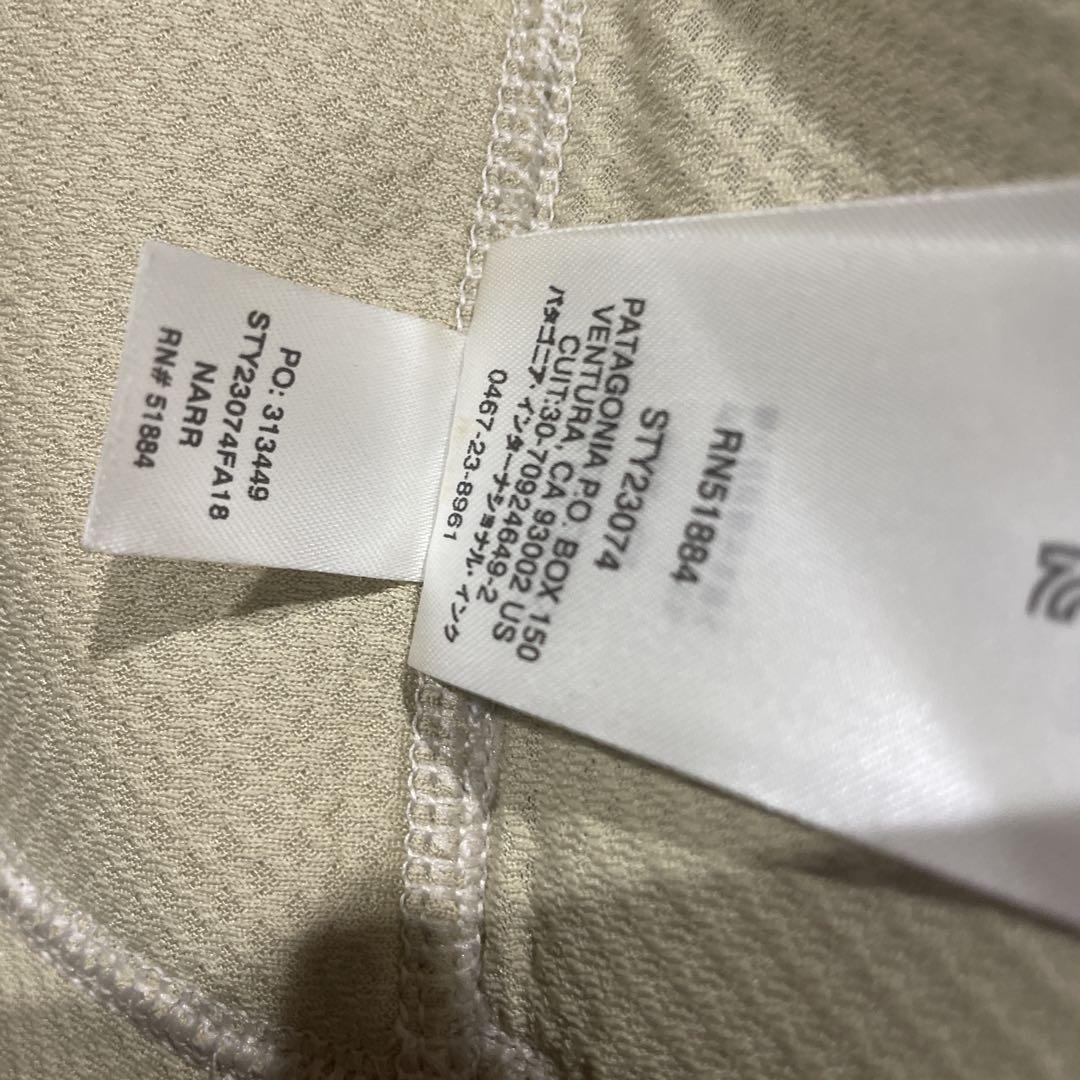 PO: 313449
STY23074FA18
NARR
RN# 51884
RN51884
STY23074
PATAGONIA P.O. BOX 150
VENTURA, CA 93002 US
CUIT:30-70924649-2
パタゴニア・インターナショナル・インク
0467-23-8961